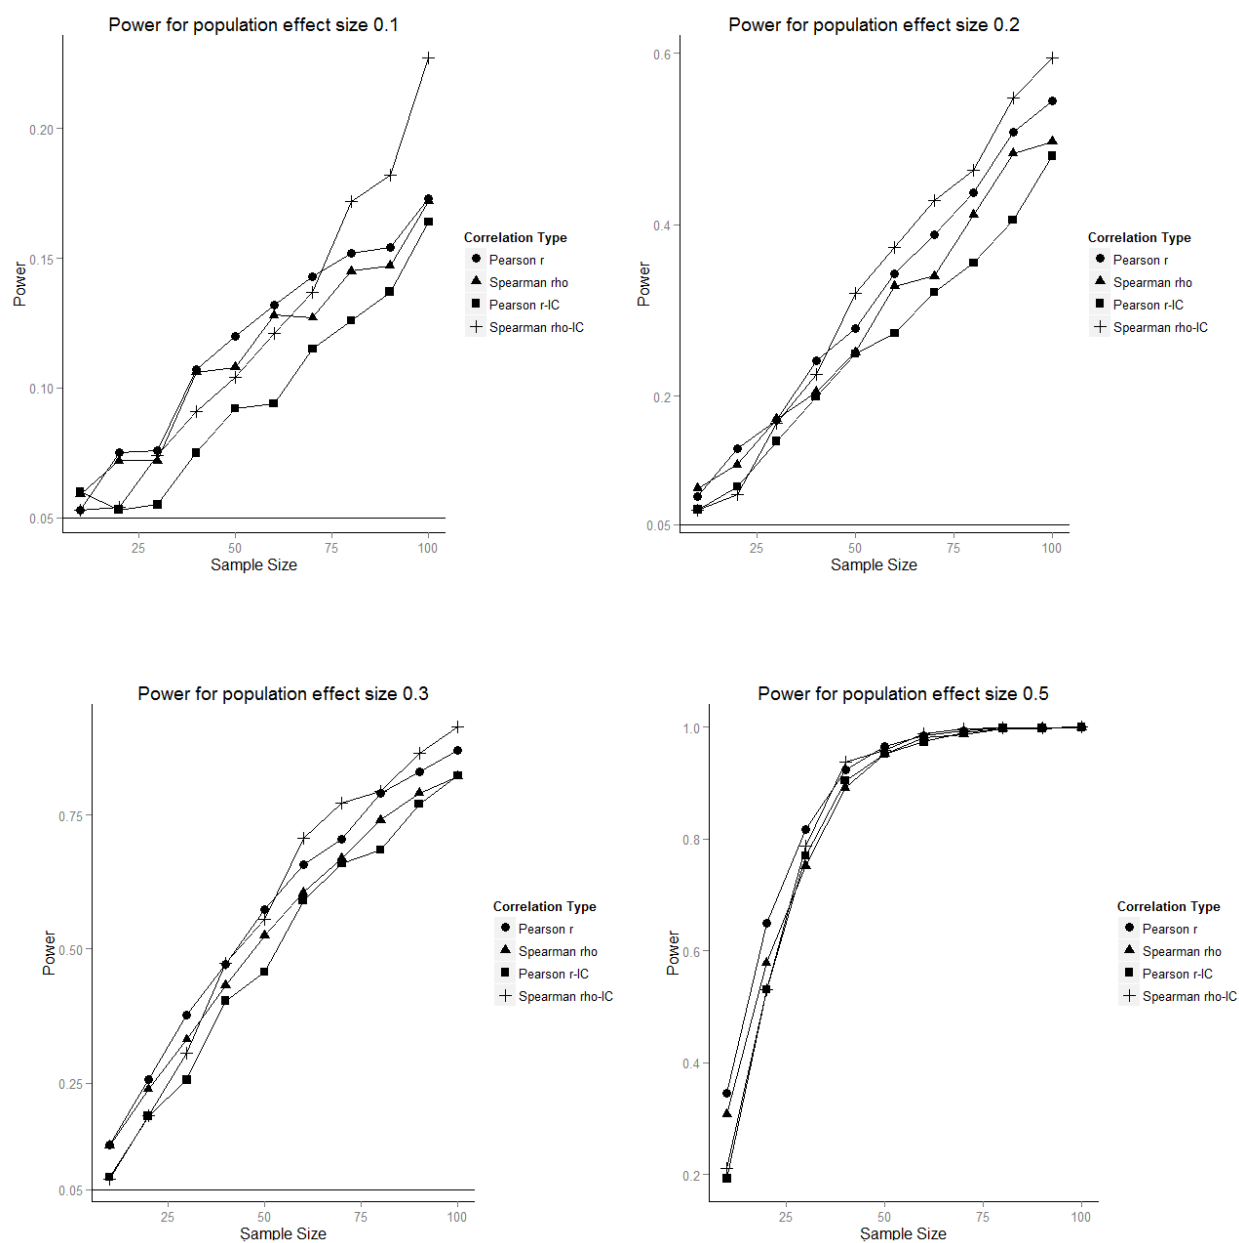 Power for population effect size 0.1
0.20
0.15
0.10
0.05
Power
25
50
75
100
Sample Size
Correlation Type
Pearson r
Spearman rho
Pearson r-IC
Spearman rho-IC
Power for population effect size 0.2
0.6
0.4
0.2
0.05
Power
25
50
75
100
Sample Size
Correlation Type
Pearson r
Spearman rho
Pearson r-IC
Spearman rho-IC
Power for population effect size 0.3
0.75
0.50
0.25
0.05
Power
25
50
75
100
Sample Size
Correlation Type
Pearson r
Spearman rho
Pearson r-IC
Spearman rho-IC
Power for population effect size 0.5
1.0
0.8
0.6
0.4
0.2
Power
25
50
75
100
Sample Size
Correlation Type
Pearson r
Spearman rho
Pearson r-IC
Spearman rho-IC